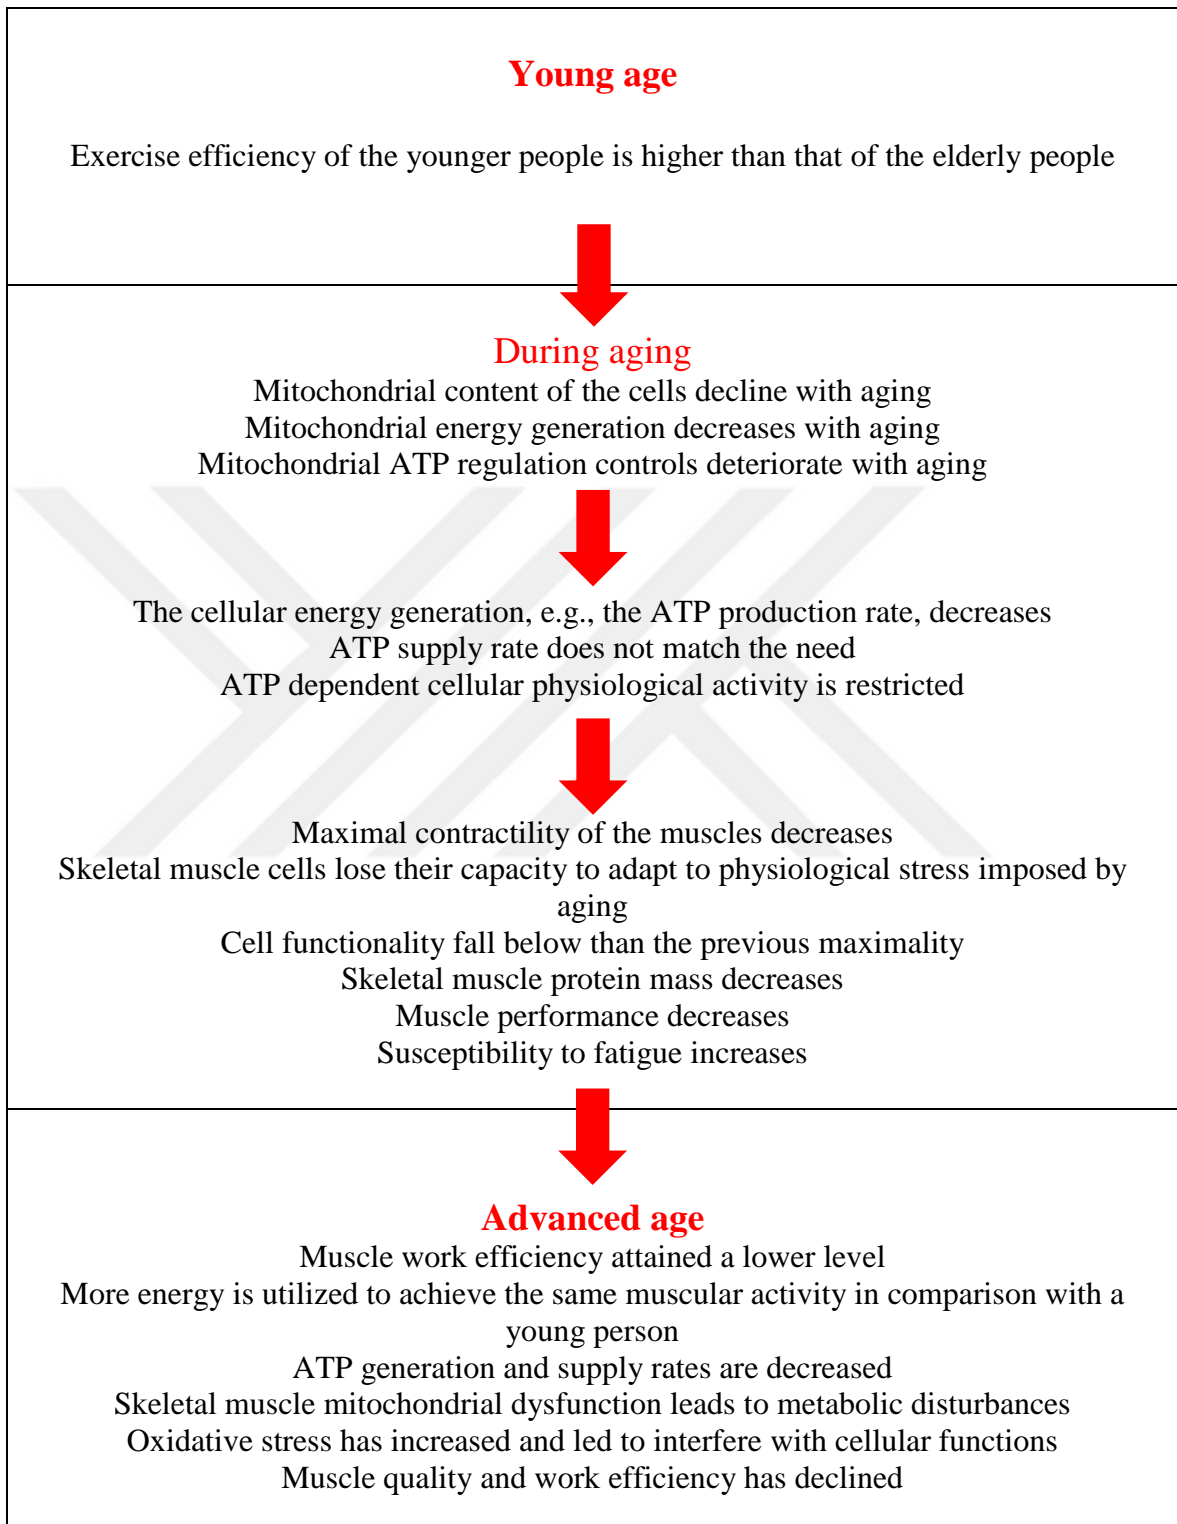 Young age
Exercise efficiency of the younger people is higher than that of the elderly people
During aging
Mitochondrial content of the cells decline with aging
Mitochondrial energy generation decreases with aging
Mitochondrial ATP regulation controls deteriorate with aging
The cellular energy generation, e.g., the ATP production rate, decreases
ATP supply rate does not match the need
ATP dependent cellular physiological activity is restricted
Maximal contractility of the muscles decreases
Skeletal muscle cells lose their capacity to adapt to physiological stress imposed by
aging
Cell functionality fall below than the previous maximality
Skeletal muscle protein mass decreases
Muscle performance decreases
Susceptibility to fatigue increases
Advanced age
Muscle work efficiency attained a lower level
More energy is utilized to achieve the same muscular activity in comparison with a
young person
ATP generation and supply rates are decreased
Skeletal muscle mitochondrial dysfunction leads to metabolic disturbances
Oxidative stress has increased and led to interfere with cellular functions
Muscle quality and work efficiency has declined